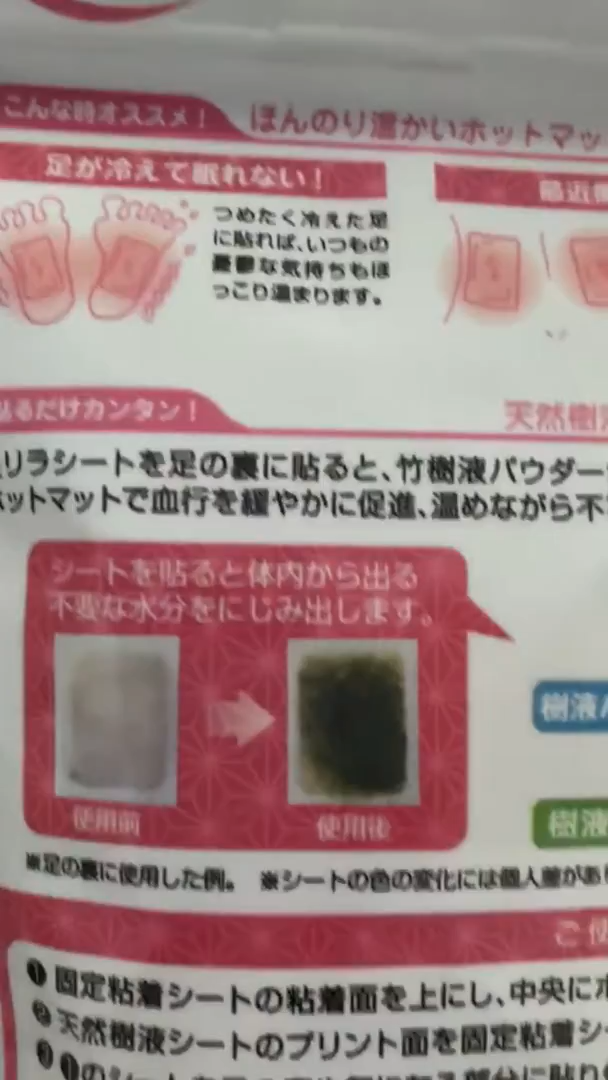 こんな時オススメ！
ほんのり温かいホットマッ
足が冷えて眠れない！
最近
つめたく冷えた足
に貼れば、いつもの
憂鬱な気持ちもほ
っこり温まります。
貼るだけカンタン！
天然樹液
リラシートを足の裏に貼ると、竹樹液パウダー
ホットマットで血行を緩やかに促進、温めながら不
シートを貼ると体内から出る
不要な水分をにじみ出します。
使用前
使用後
樹液
樹液
※足の裏に使用した例。 ※シートの色の変化には個人差があ
ご使
❶ 固定粘着シートの粘着面を上にし、中央にホ
❷ 天然樹液シートのプリント面を固定粘着シ
❸ ❶のシートを